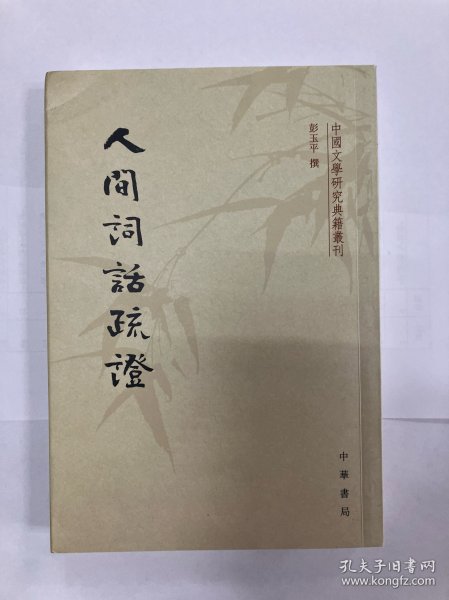 中國文學研究典籍叢刊
彭玉平 撰
人間詞話疏證
中華書局
孔夫子旧书网
www.kongfz.com